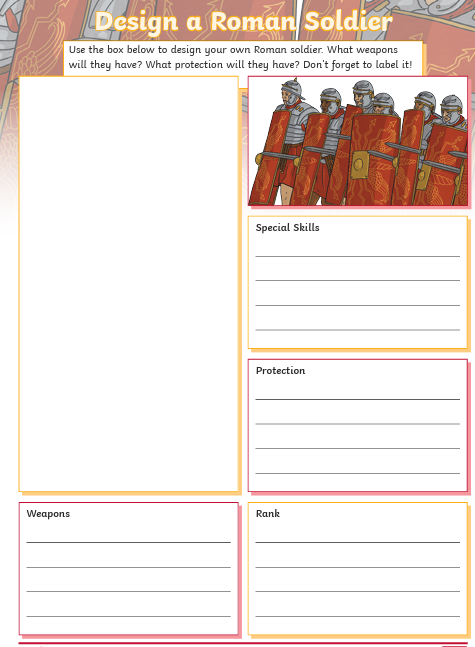 Design a Roman Soldier
Use the box below to design your own Roman soldier. What weapons
will they have? What protection will they have? Don't forget to label it!
Special Skills
Protection
Weapons
Rank